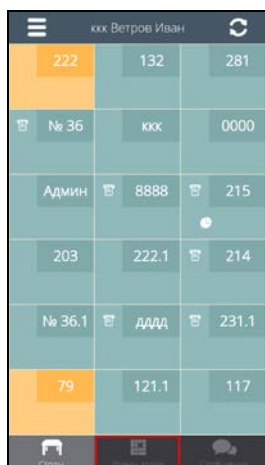 ккк Ветров Иван
222 132 281
№ 36 ккк 0000
Админ 8888 215
203 222.1 214
№ 36.1 дддд 231.1
79 121.1 117